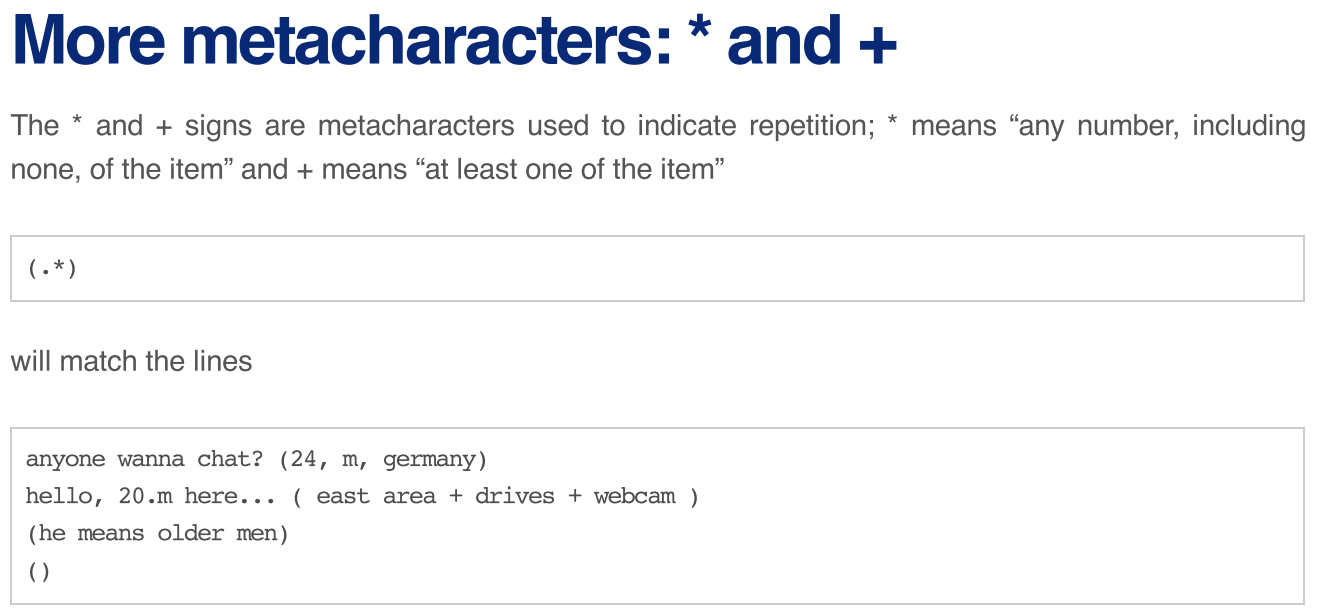 More metacharacters: * and +
The * and + signs are metacharacters used to indicate repetition; * means “any number, including
none, of the item” and + means “at least one of the item”
(.*)
will match the lines
anyone wanna chat? (24, m, germany)
hello, 20.m here... ( east area + drives + webcam )
(he means older men)
()